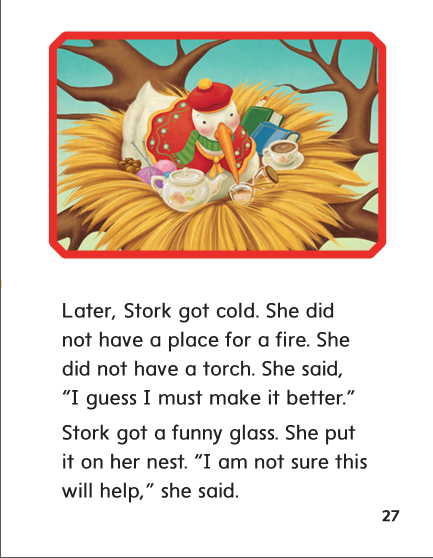 Later, Stork got cold. She did
not have a place for a fire. She
did not have a torch. She said,
“I guess I must make it better.”
Stork got a funny glass. She put
it on her nest. “I am not sure this
will help,” she said.
27